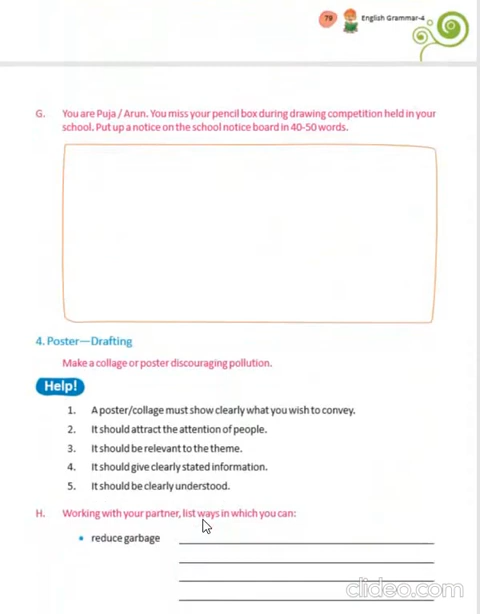 79 English Grammar-4
G. You are Puja / Arun. You miss your pencil box during drawing competition held in your
school. Put up a notice on the school notice board in 40-50 words.
4. Poster—Drafting
Make a collage or poster discouraging pollution.
Help!
1. A poster/collage must show clearly what you wish to convey.
2. It should attract the attention of people.
3. It should be relevant to the theme.
4. It should give clearly stated information.
5. It should be clearly understood.
H. Working with your partner, list ways in which you can:
• reduce garbage
clideo.com